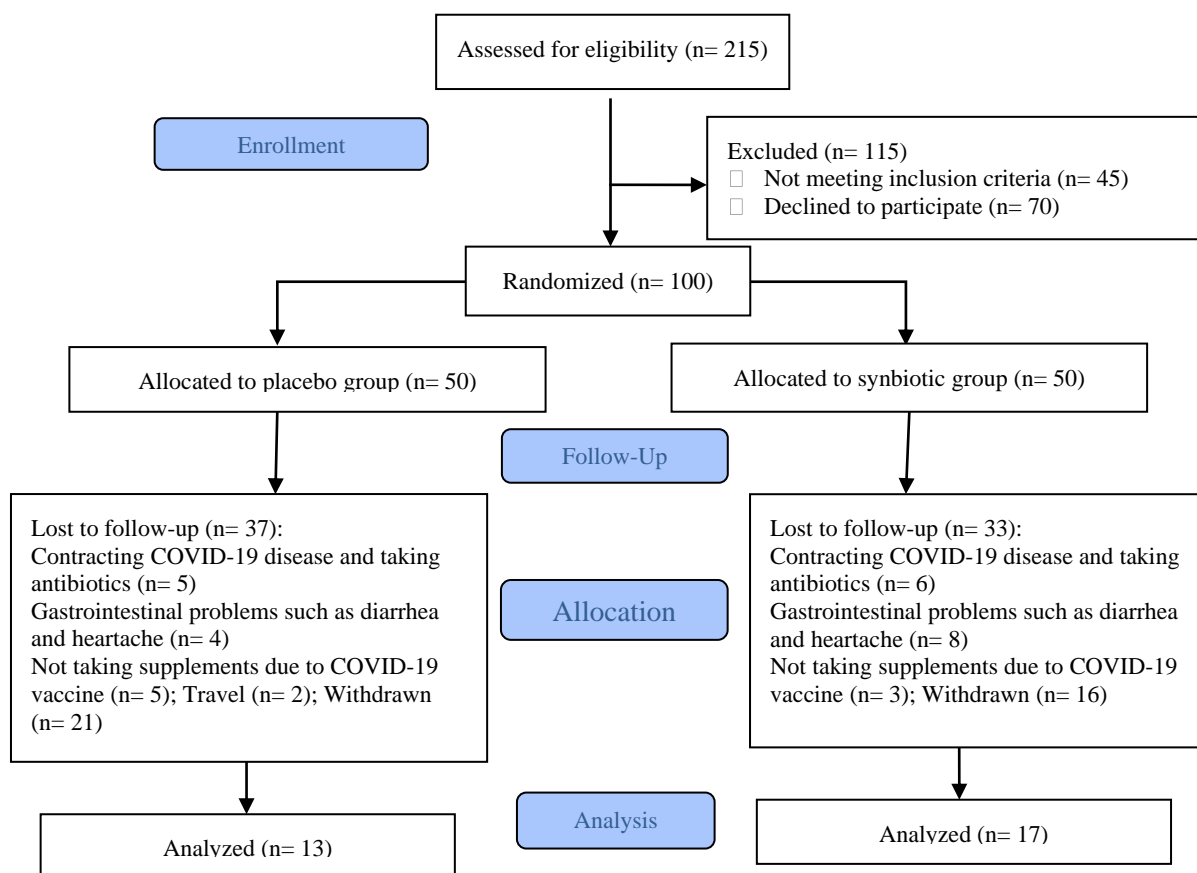 Assessed for eligibility (n= 215)
Enrollment
Excluded (n= 115)
Not meeting inclusion criteria (n= 45)
Declined to participate (n= 70)
Randomized (n= 100)
Allocated to placebo group (n= 50)
Allocated to synbiotic group (n= 50)
Follow-Up
Lost to follow-up (n= 37):
Contracting COVID-19 disease and taking
antibiotics (n= 5)
Gastrointestinal problems such as diarrhea
and heartache (n= 4)
Not taking supplements due to COVID-19
vaccine (n= 5); Travel (n= 2); Withdrawn
(n= 21)
Allocation
Lost to follow-up (n= 33):
Contracting COVID-19 disease and taking
antibiotics (n= 6)
Gastrointestinal problems such as diarrhea
and heartache (n= 8)
Not taking supplements due to COVID-19
vaccine (n= 3); Withdrawn (n= 16)
Analysis
Analyzed (n= 13)
Analyzed (n= 17)